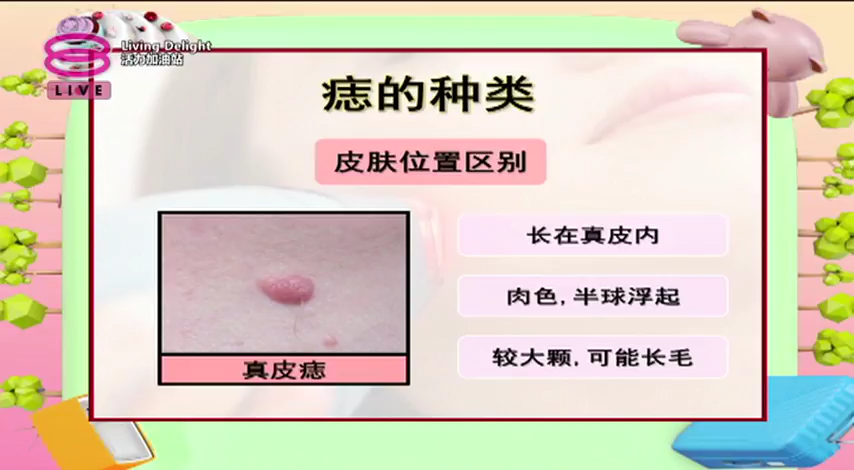 Living Delight
活力加油站
LIVE
痣的种类
皮肤位置区别
长在真皮内
肉色,半球浮起
较大颗,可能长毛
真皮痣